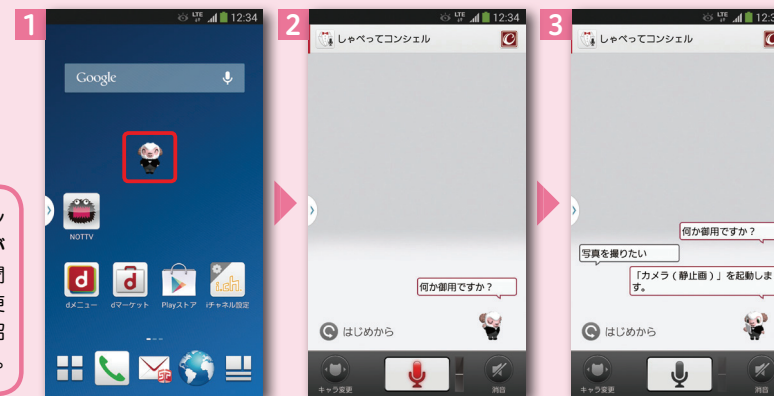 1
LTE
12:34
Google
NOTTV
dメニュー
dマーケット
Playストア
iチャネル設定
2
LTE
12:34
しゃべってコンシェル
何か御用ですか?
はじめから
キャラ変更
消音
3
LTE
しゃべってコンシェル
何か御用ですか?
写真を撮りたい
「カメラ(静止画)」を起動しま
す。
はじめから
キャラ変更
消音